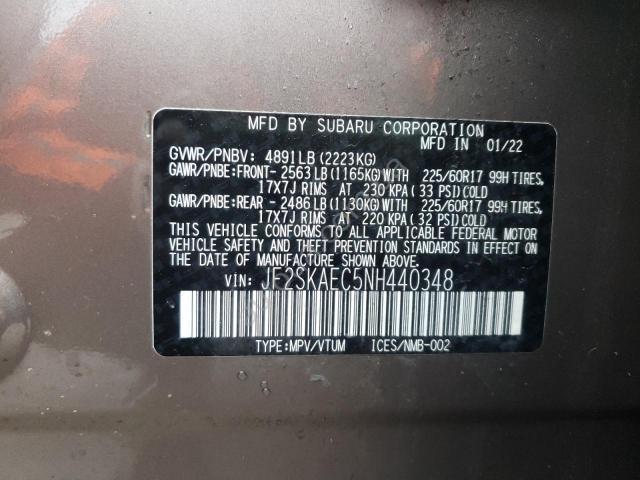 MFD BY SUBARU CORPORATION
GVWR/PNBV: 4891LB(2223KG) MFD IN 01/22
GAWR/PNBE:FRONT- 2563LB(1165KG)WITH 225/60R17 99H TIRES,
17X7J RIMS AT 230 KPA(33 PSI)COLD
GAWR/PNBE:REAR - 2486LB(1130KG)WITH 225/60R17 99H TIRES,
17X7J RIMS AT 220 KPA(32 PSI)COLD
THIS VEHICLE CONFORMS TO ALL APPLICABLE FEDERAL MOTOR
VEHICLE SAFETY AND THEFT PREVENTION STANDARDS IN EFFECT ON
THE DATE OF MANUFACTURE SHOWN ABOVE.
VIN: JF2SKAEC5NH440348
TYPE:MPV/VTUM ICES/NMB-002